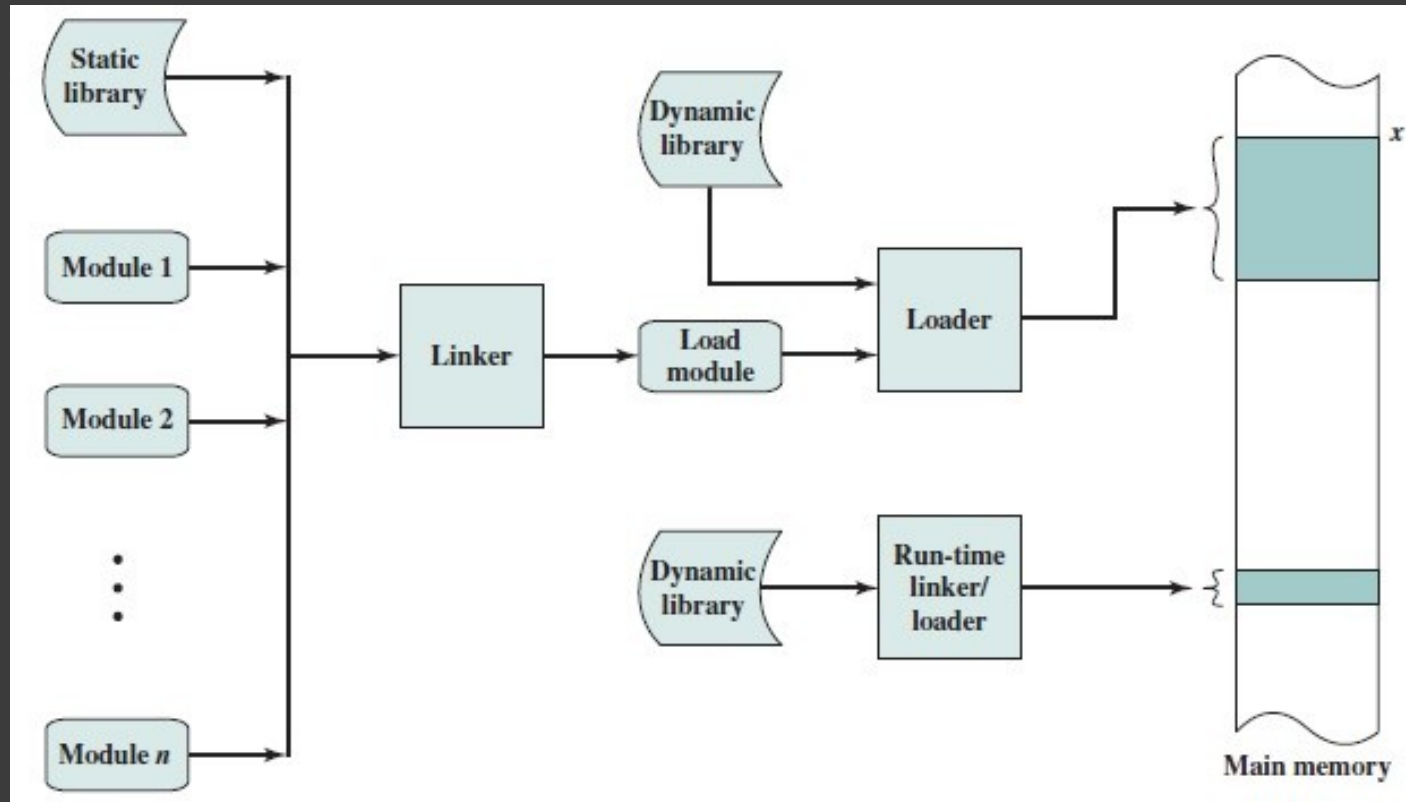 Static
library
Module 1
Module 2
Module n
Linker
Dynamic
library
Load
module
Loader
Dynamic
library
Run-time
linker/
loader
x
Main memory